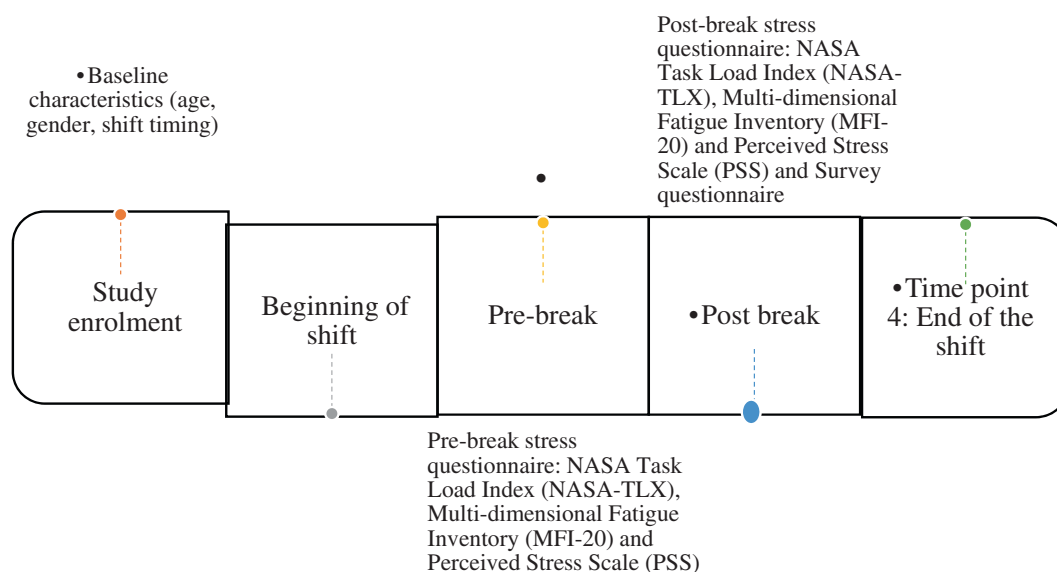 •Baseline
characteristics (age,
gender, shift timing)
Post-break stress
questionnaire: NASA
Task Load Index (NASA-
TLX), Multi-dimensional
Fatigue Inventory (MFI-
20) and Perceived Stress
Scale (PSS) and Survey
questionnaire
•
Study
enrolment
Beginning of
shift
Pre-break
•Post break
•Time point
4: End of the
shift
Pre-break stress
questionnaire: NASA Task
Load Index (NASA-TLX),
Multi-dimensional Fatigue
Inventory (MFI-20) and
Perceived Stress Scale (PSS)